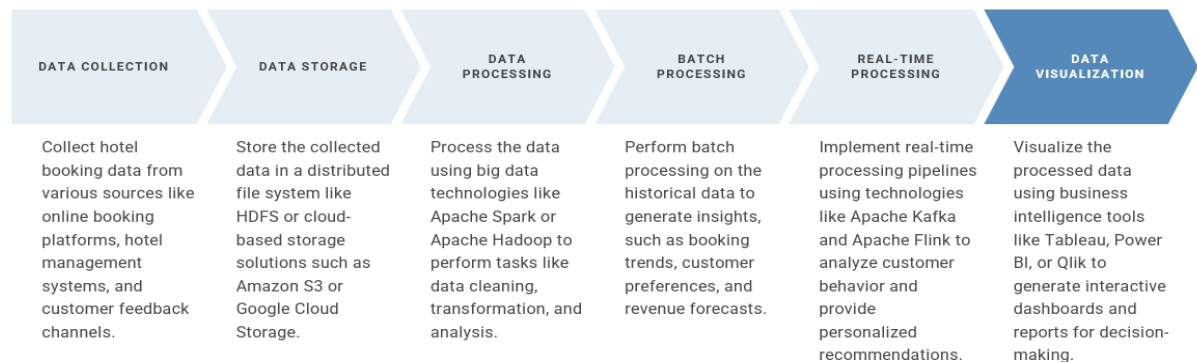 DATA COLLECTION
DATA STORAGE
DATA
PROCESSING
BATCH
PROCESSING
REAL-TIME
PROCESSING
DATA
VISUALIZATION
Collect hotel
booking data from
various sources like
online booking
platforms, hotel
management
systems, and
customer feedback
channels.
Store the collected
data in a distributed
file system like
HDFS or cloud-
based storage
solutions such as
Amazon S3 or
Google Cloud
Storage.
Process the data
using big data
technologies like
Apache Spark or
Apache Hadoop to
perform tasks like
data cleaning,
transformation, and
analysis.
Perform batch
processing on the
historical data to
generate insights,
such as booking
trends, customer
preferences, and
revenue forecasts.
Implement real-time
processing pipelines
using technologies
like Apache Kafka
and Apache Flink to
analyze customer
behavior and
provide
personalized
recommendations.
Visualize the
processed data
using business
intelligence tools
like Tableau, Power
BI, or Qlik to
generate interactive
dashboards and
reports for decision-
making.